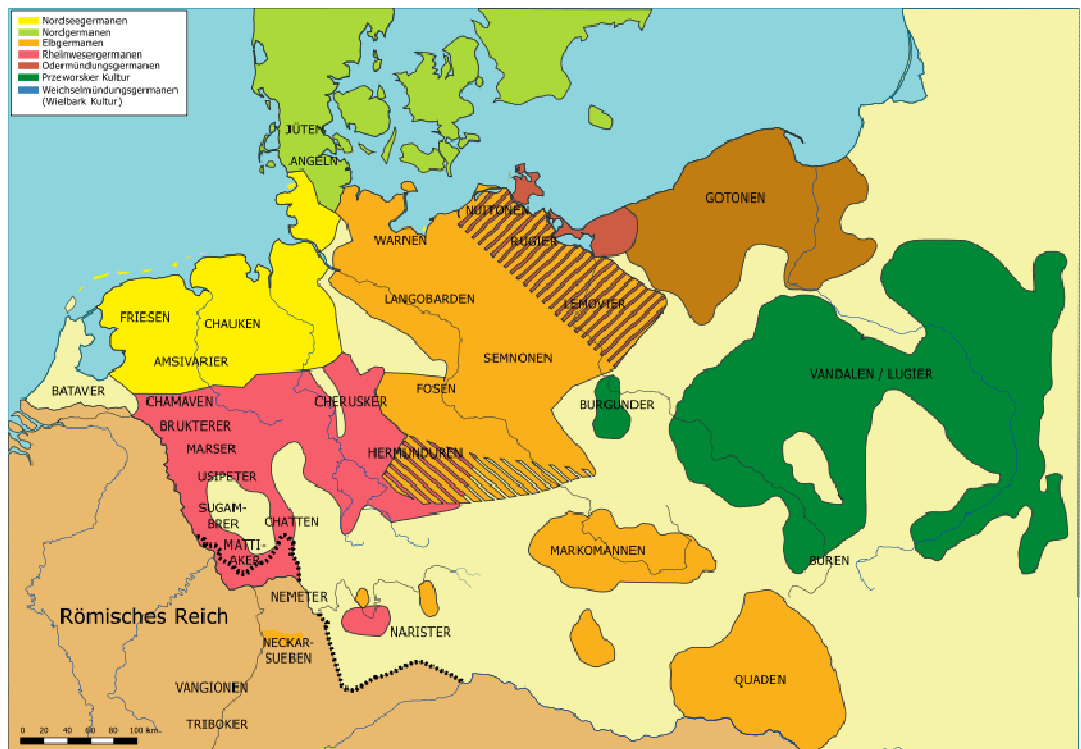 Nordseegermanen
Nordgermanen
Elbgermanen
Rheinwesergermanen
Odermündungsgermanen
Przeworsker Kultur
Weichselmündungsgermanen
(Wielbark Kultur)
JÜTEN
ANGELN
NUITONEN
GOTONEN
WARNEN
RUGIER
LANGOBARDEN
LEMOVIER
FRIESEN
CHAUKEN
AMSIVARIER
SEMNONEN
VANDALEN / LUGIER
BATAVER
FOSEN
CHAMAVEN
CHERUSKER
BURGUNDER
BRUKTERER
MARSER
HERMUNDUREN
USIPETER
SUGAM-
BRER
CHATTEN
MATTI-
AKER
MARKOMANNEN
BUREN
NEMETER
Römisches Reich
NARISTER
NECKAR-
SUEBEN
QUADEN
VANGIONEN
TRIBOKER
0 20 40 60 80 100 km